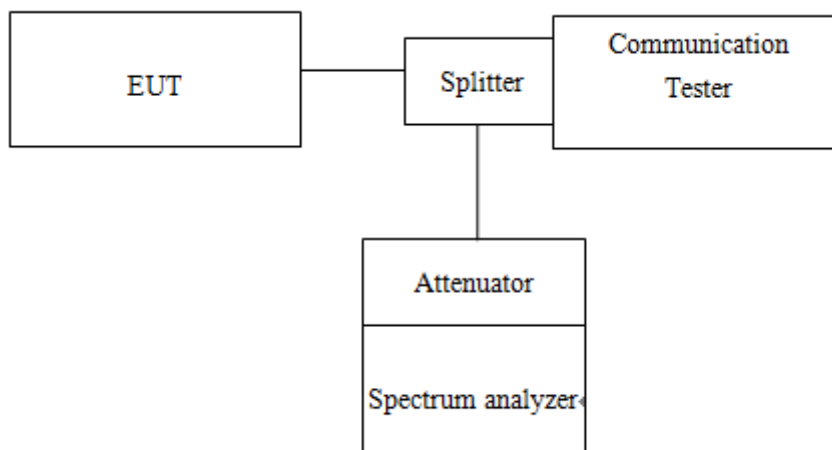 EUT
Splitter
Communication
Tester
Attenuator
Spectrum analyzer